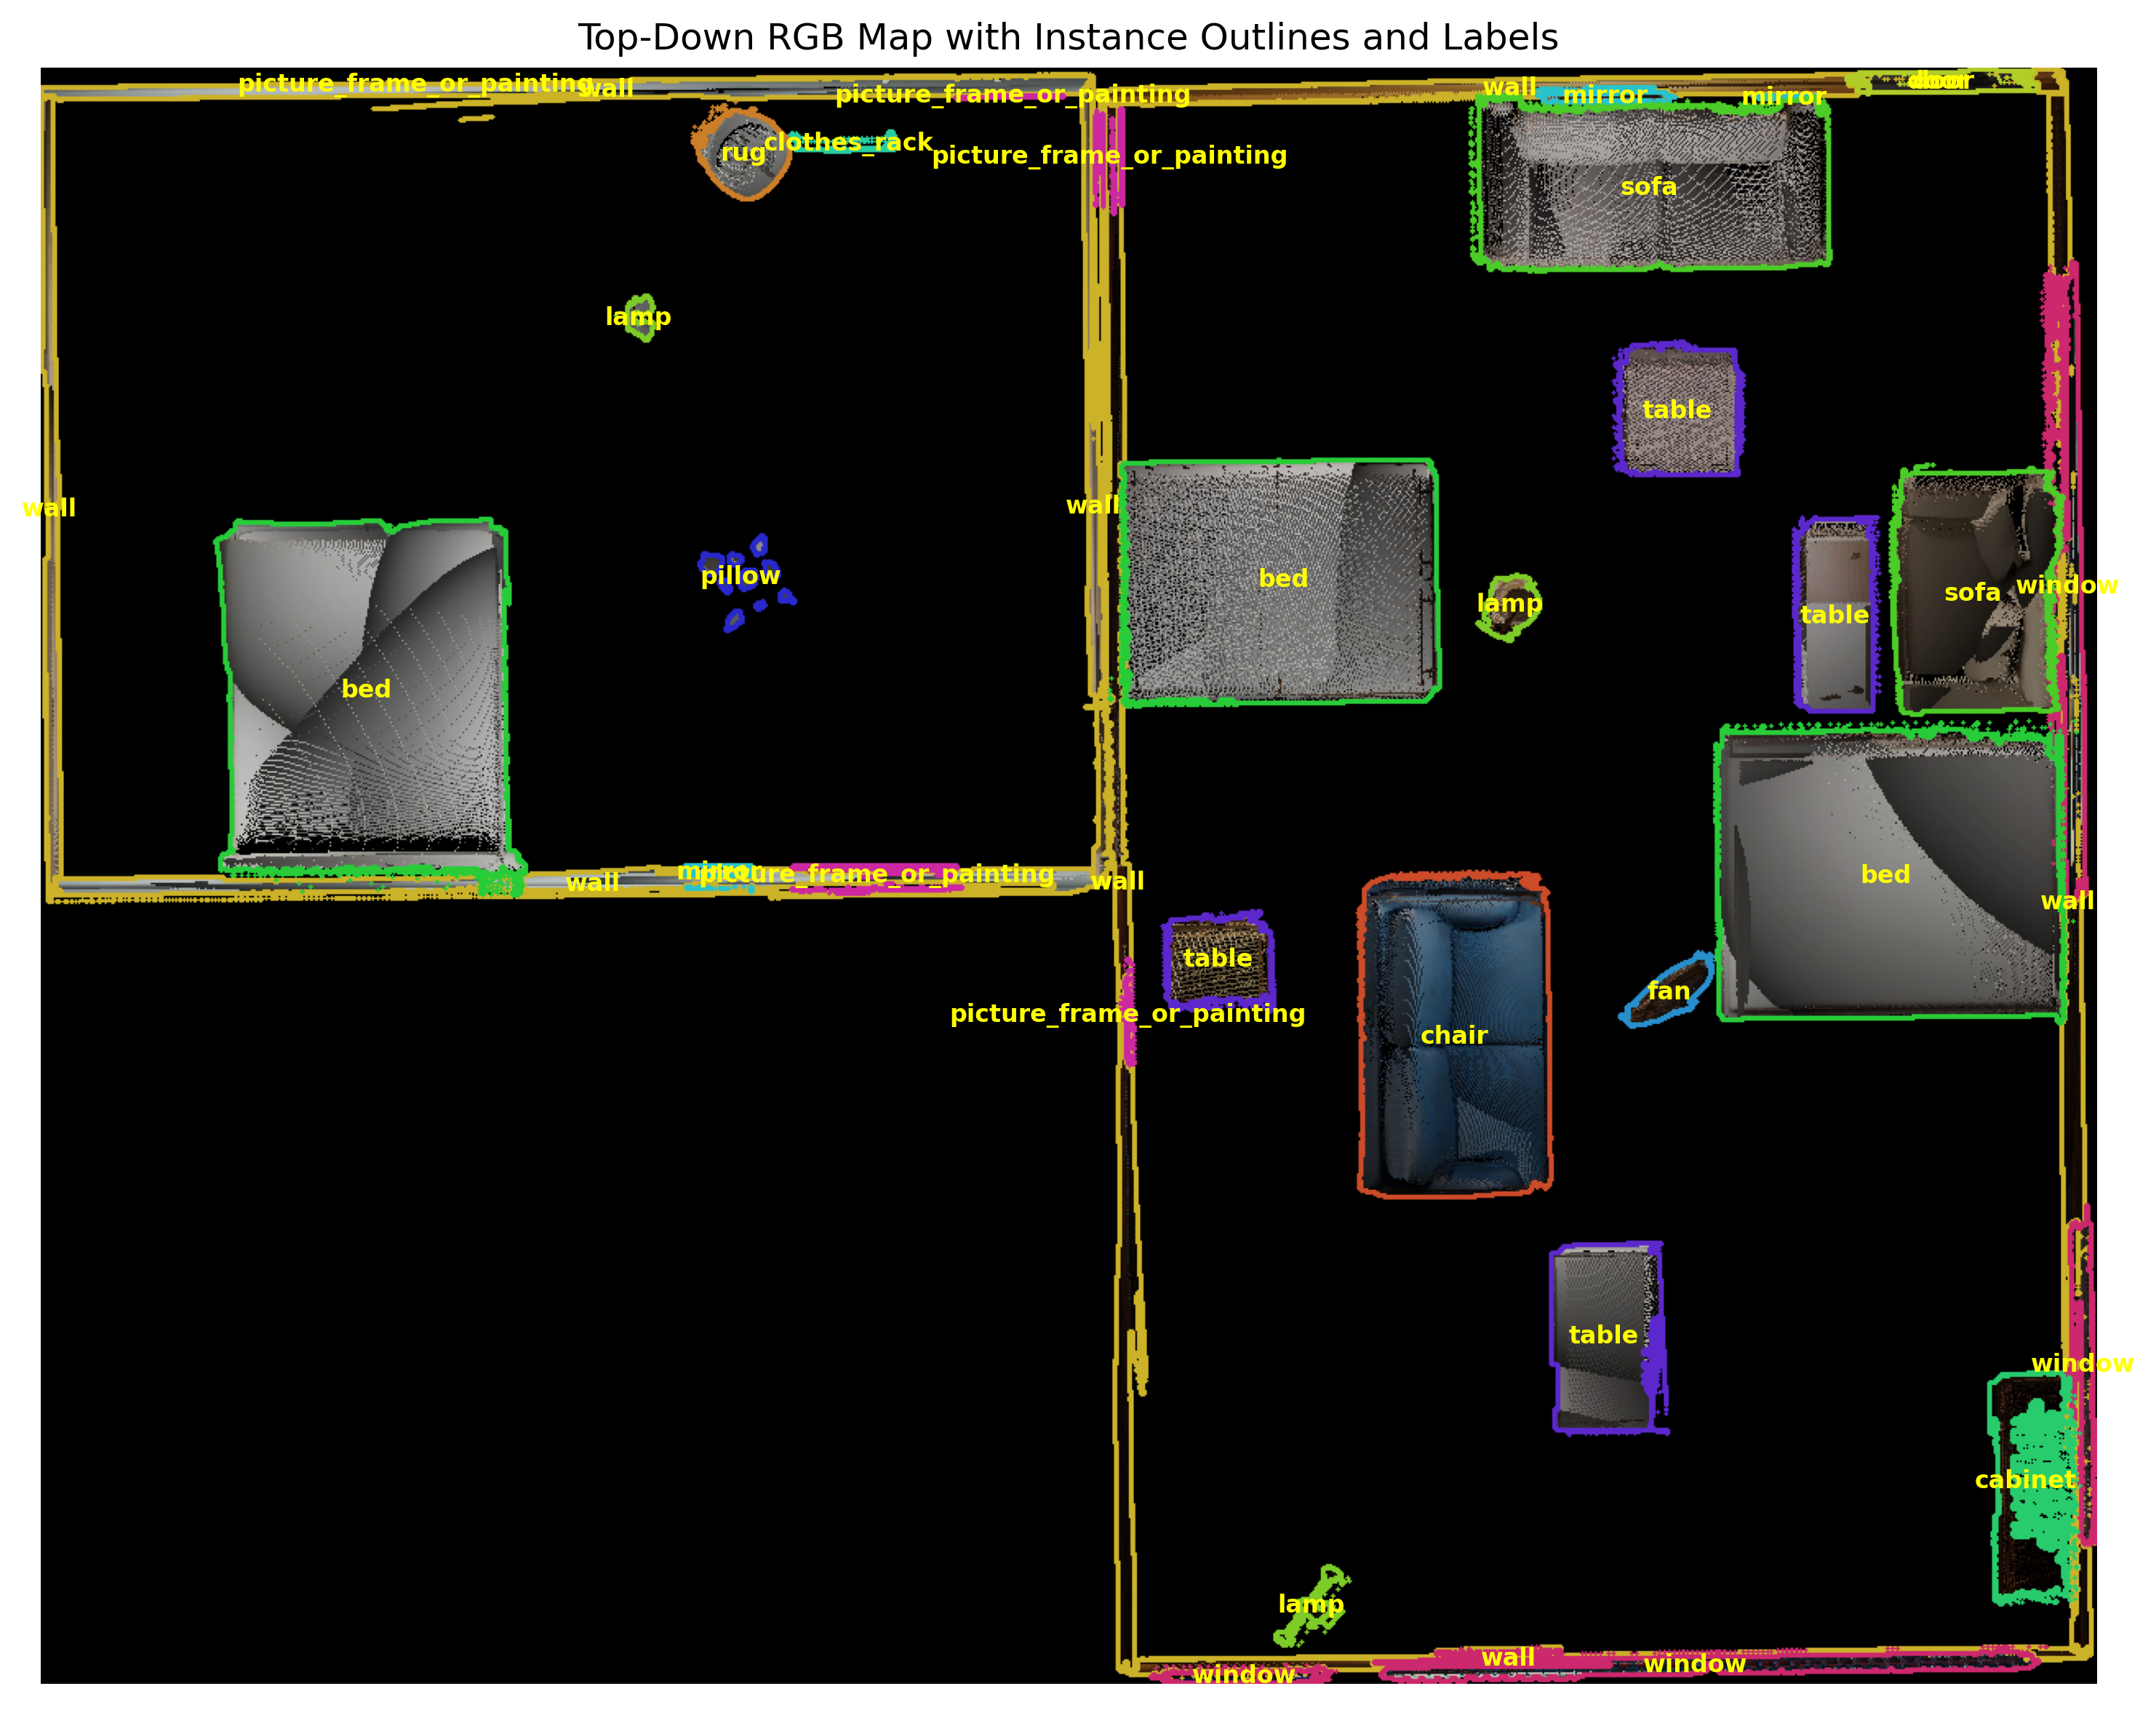 Top-Down RGB Map with Instance Outlines and Labels
picture_frame_or_painting
wall
picture_frame_or_painting
wall
mirror
mirror
door
rug
clothes_rack
picture_frame_or_painting
sofa
lamp
table
wall
wall
pillow
bed
lamp
table
sofa
window
bed
wall
mirror
picture_frame_or_painting
wall
bed
wall
table
picture_frame_or_painting
chair
fan
table
window
cabinet
lamp
wall
window
window